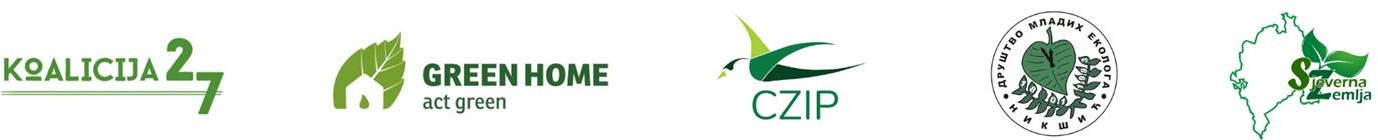 KOALICIJA 27
GREEN HOME
act green
CZIP
ДРУШТВО МЛАДИХ ЕКОЛОГА
НИКШИЋ
Sjeverna
Zemlja